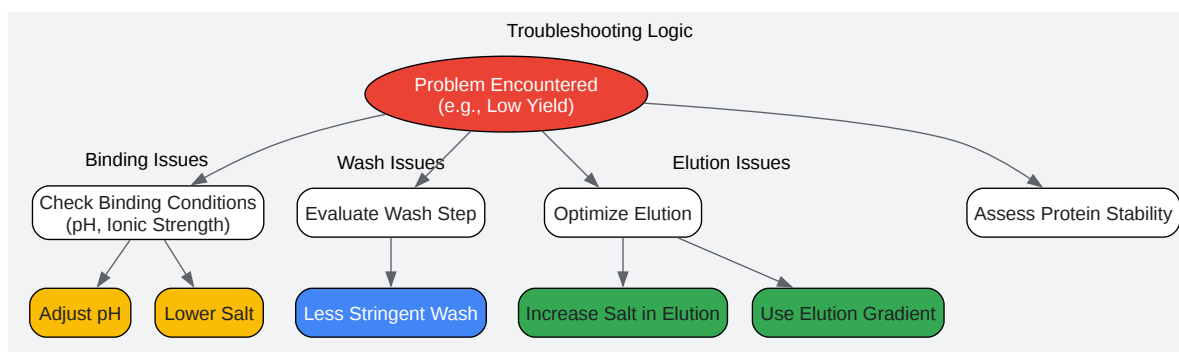 Troubleshooting Logic
Problem Encountered
(e.g., Low Yield)
Binding Issues
Wash Issues
Elution Issues
Check Binding Conditions
(pH, Ionic Strength)
Evaluate Wash Step
Optimize Elution
Assess Protein Stability
Adjust pH
Lower Salt
Less Stringent Wash
Increase Salt in Elution
Use Elution Gradient